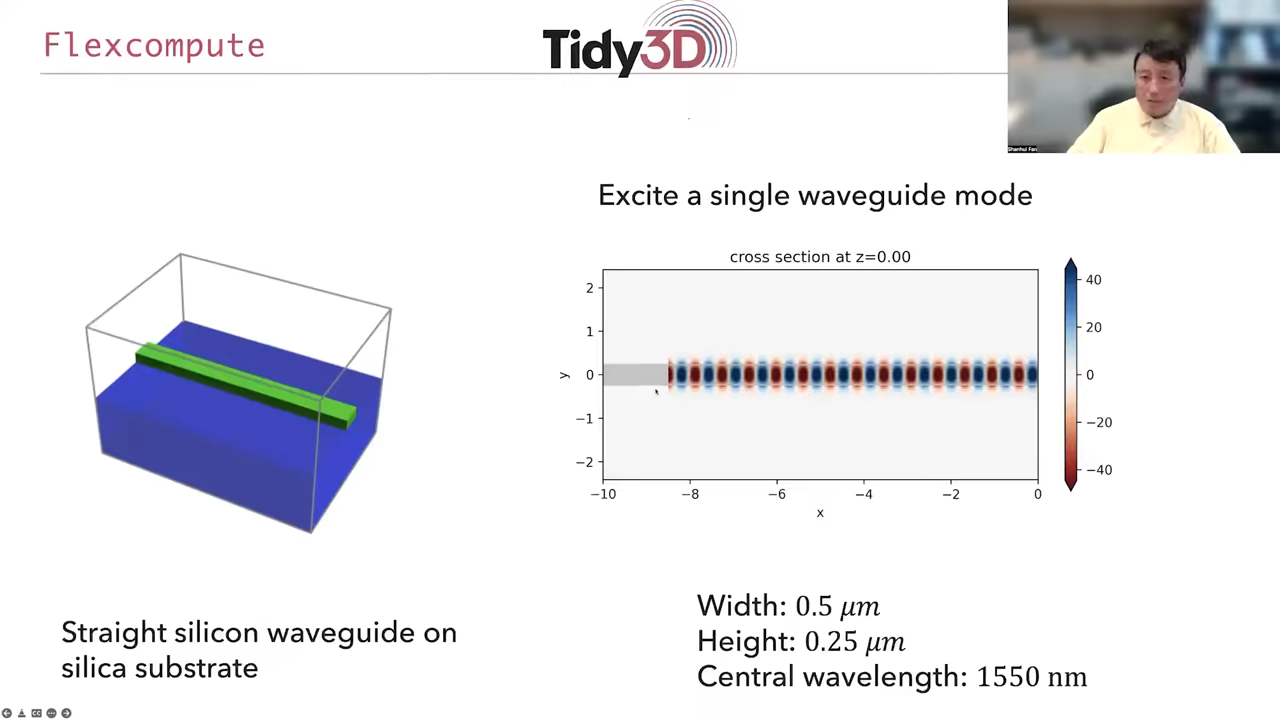 Flexcompute
Tidy3D
Shanhui Fan
Excite a single waveguide mode
cross section at z=0.00
2
1
0
−1
−2
y
−10
−8
−6
−4
−2
0
x
40
20
0
−20
−40
Straight silicon waveguide on
silica substrate
Width: 0.5 μm
Height: 0.25 μm
Central wavelength: 1550 nm